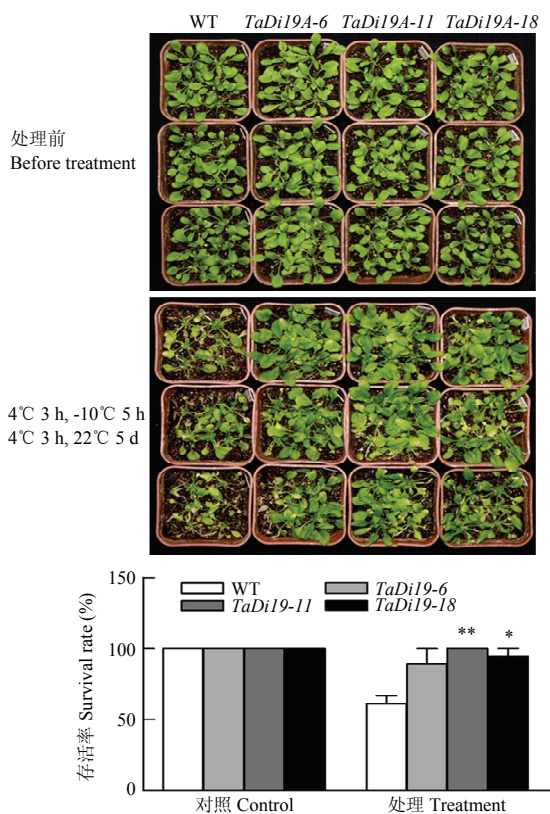 WT TaDi19A-6 TaDi19A-11 TaDi19A-18
处理前
Before treatment
4℃ 3 h, -10℃ 5 h
4℃ 3 h, 22℃ 5 d
存活率 Survival rate (%)
150
100
50
0
WT TaDi19-6
TaDi19-11 TaDi19-18
** *
对照 Control 处理 Treatment